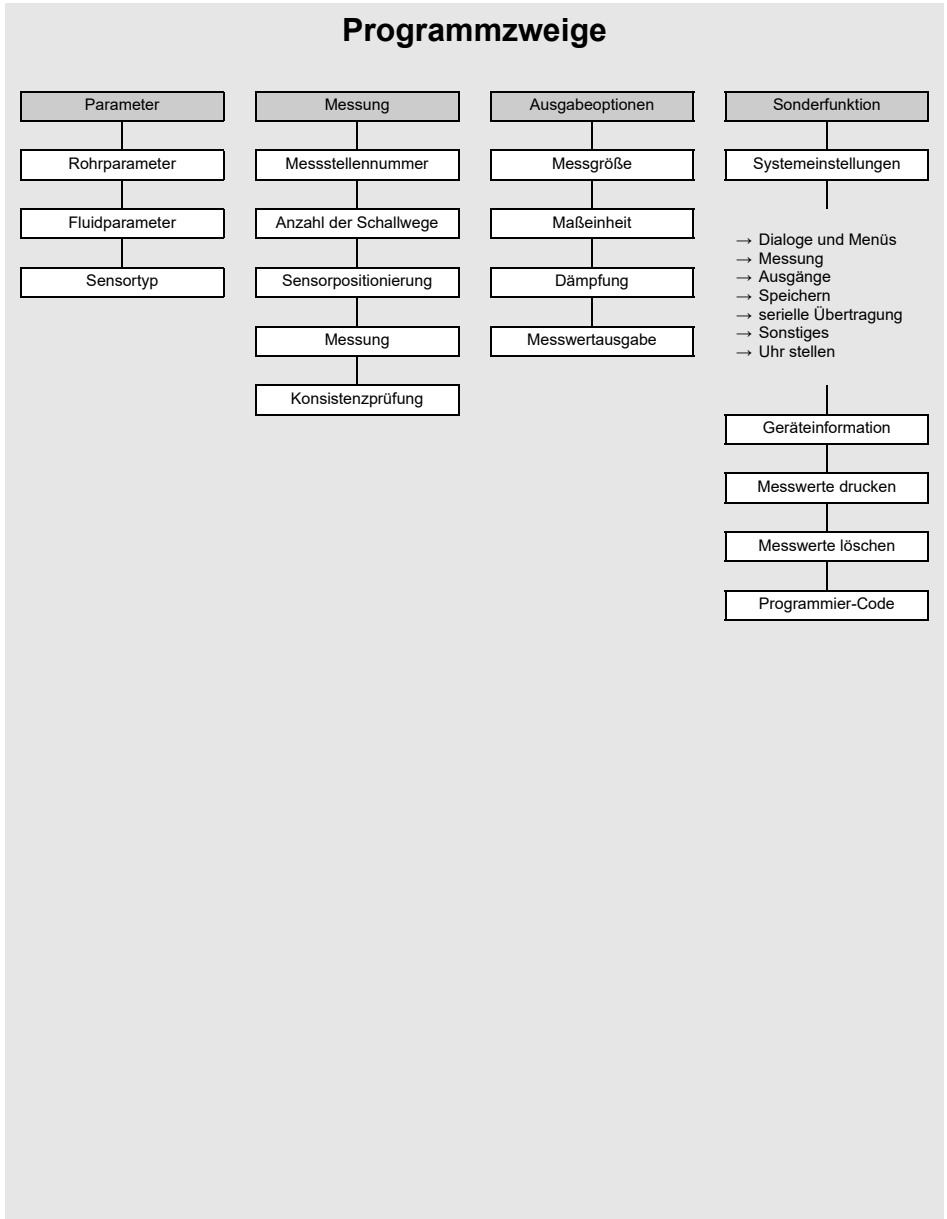 Programmzweige
Parameter
Rohrparameter
Fluidparameter
Sensortyp
Messung
Messstellennummer
Anzahl der Schallwege
Sensorpositionierung
Messung
Konsistenzprüfung
Ausgabeoptionen
Messgröße
Maßeinheit
Dämpfung
Messwertausgabe
Sonderfunktion
Systemeinstellungen
→ Dialoge und Menüs
→ Messung
→ Ausgänge
→ Speichern
→ serielle Übertragung
→ Sonstiges
→ Uhr stellen
Geräteinformation
Messwerte drucken
Messwerte löschen
Programmier-Code